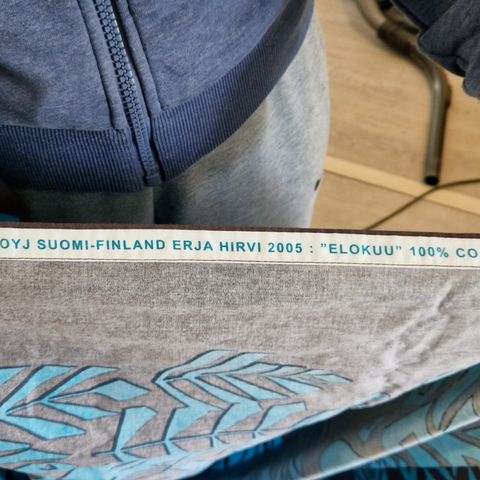 OYJ SUOMI-FINLAND ERJA HIRVI 2005 : "ELOKUU" 100% CO